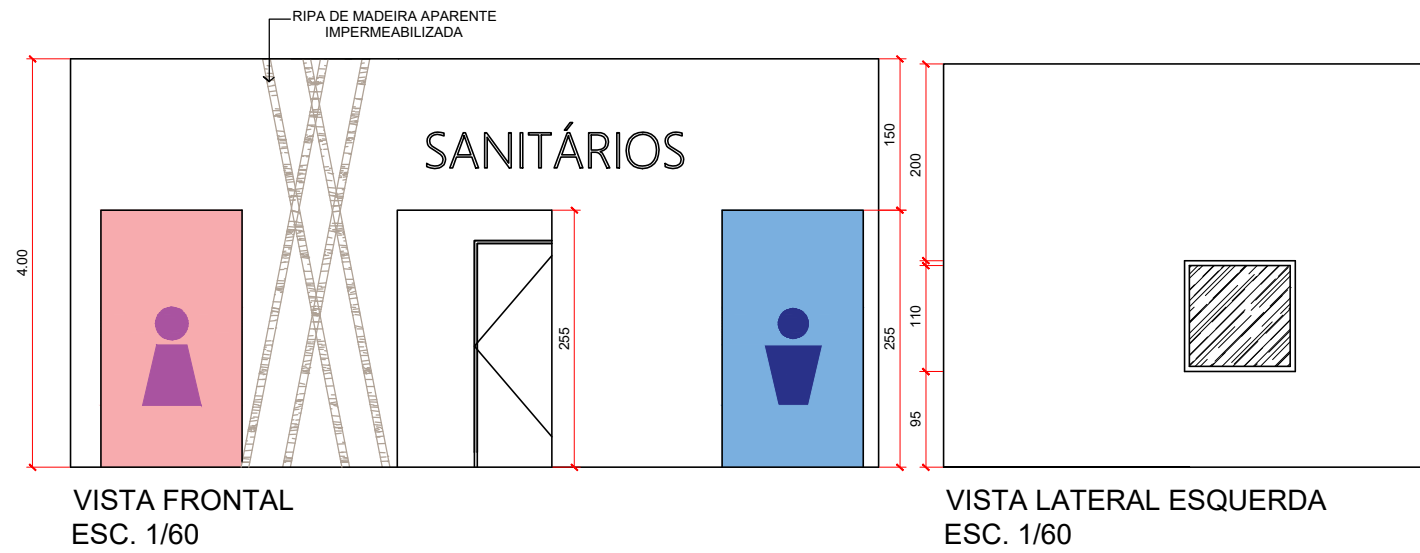 RIPA DE MADEIRA APARENTE
IMPERMEABILIZADA
SANITÁRIOS
4.00
255
150
255
200
110
95
VISTA FRONTAL
ESC. 1/60
VISTA LATERAL ESQUERDA
ESC. 1/60